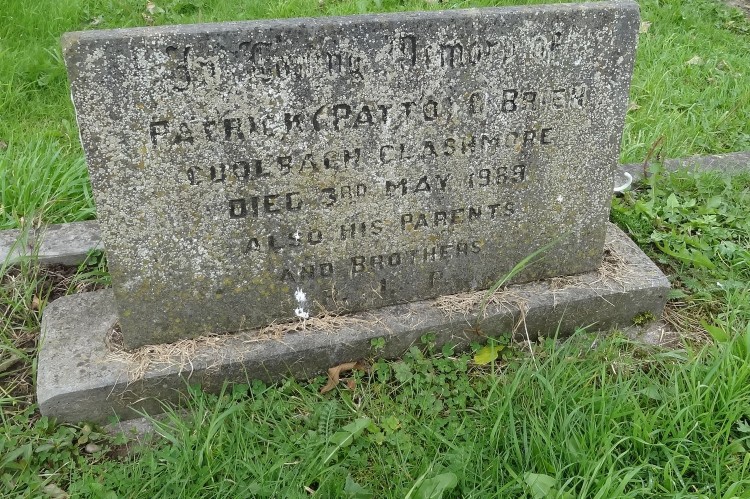 In Loving Memory of
PATRICK (PATTO) O BRIEN
COOLBAGH CLASHMORE
DIED 3RD MAY 1989
ALSO HIS PARENTS
AND BROTHERS
R. I. P.